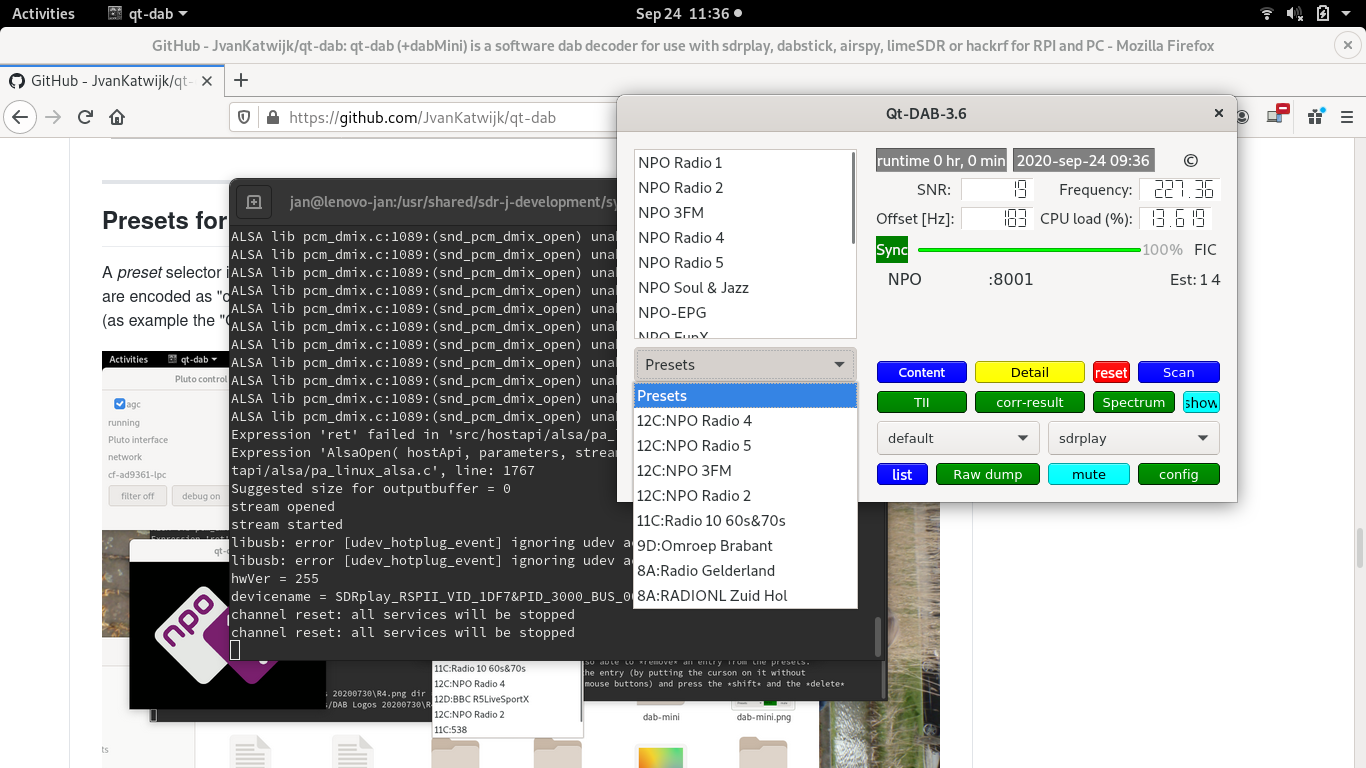 Activities
qt-dab
Sep 24 11:36
GitHub - JvanKatwijk/qt-dab: qt-dab (+dabMini) is a software dab decoder for use with sdrplay, dabstick, airspy, limeSDR or hackrf for RPI and PC - Mozilla Firefox
GitHub - JvanKatwijk/qt-
https://github.com/JvanKatwijk/qt-dab
Presets for
A preset selector
are encoded as
(as example the
Activities qt-dab
Pluto control
agc
running
Pluto interface
network
cf-ad9361-lpc
filter off
debug on
npo
jan@lenovo-jan:/usr/shared/sdr-j-development/
ALSA lib pcm_dmix.c:1089:(snd_pcm_dmix_open)
ALSA lib pcm_dmix.c:1089:(snd_pcm_dmix_open)
ALSA lib pcm_dmix.c:1089:(snd_pcm_dmix_open)
ALSA lib pcm_dmix.c:1089:(snd_pcm_dmix_open)
ALSA lib pcm_dmix.c:1089:(snd_pcm_dmix_open)
ALSA lib pcm_dmix.c:1089:(snd_pcm_dmix_open)
ALSA lib pcm_dmix.c:1089:(snd_pcm_dmix_open)
ALSA lib pcm_dmix.c:1089:(snd_pcm_dmix_open)
ALSA lib pcm_dmix.c:1089:(snd_pcm_dmix_open)
ALSA lib pcm_dmix.c:1089:(snd_pcm_dmix_open)
ALSA lib pcm_dmix.c:1089:(snd_pcm_dmix_open)
Expression 'ret' failed in 'src/hostapi/alsa/pa_
Expression 'AlsaOpen( hostApi, parameters, strea
tapi/alsa/pa_linux_alsa.c', line: 1767
Suggested size for outputbuffer = 0
stream opened
stream started
libusb: error [udev_hotplug_event] ignoring udev
libusb: error [udev_hotplug_event] ignoring udev
hwVer = 255
devicename = SDRplay_RSPII_VID_1DF7&PID_3000_BUS_
channel reset: all services will be stopped
channel reset: all services will be stopped
Qt-DAB-3.6
NPO Radio 1
NPO Radio 2
NPO 3FM
NPO Radio 4
NPO Radio 5
NPO Soul & Jazz
NPO-EPG
NPO FunX
Presets
Presets
12C:NPO Radio 4
12C:NPO Radio 5
12C:NPO 3FM
12C:NPO Radio 2
11C:Radio 10 60s&70s
9D:Omroep Brabant
8A:Radio Gelderland
8A:RADIONL Zuid Hol
runtime 0 hr, 0 min 2020-sep-24 09:36 ©
SNR: 19 Frequency: 227.36
Offset [Hz]: 183 CPU load (%): 13.619
Sync 100% FIC
NPO :8001 Est: 1 4
Content Detail reset Scan
TII corr-result Spectrum show
default sdrplay
list Raw dump mute config
11C:Radio 10 60s&70s
12C:NPO Radio 4
12D:BBC R5LiveSportX
12C:NPO Radio 2
11C:538
so able to *remove* an entry from the presets.
the entry (by putting the curson on it without
mouse buttons) and press the *shift* and the *delete*
20200730\R4.png dir =
/DAB Logos 20200730\R4
dab-mini
dab-mini.png